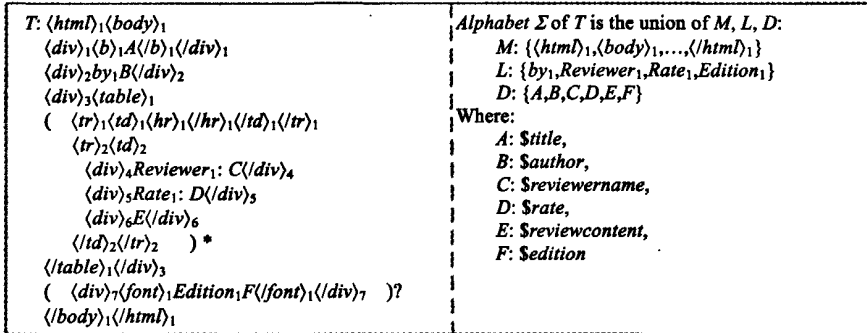 T: ⟨html⟩₁⟨body⟩₁
⟨div⟩₁⟨b⟩₁A⟨/b⟩₁⟨/div⟩₁
⟨div⟩₂by₁B⟨/div⟩₂
⟨div⟩₃⟨table⟩₁
( ⟨tr⟩₁⟨td⟩₁⟨hr⟩₁⟨/hr⟩₁⟨/td⟩₁⟨/tr⟩₁
⟨tr⟩₂⟨td⟩₂
⟨div⟩₄Reviewer₁: C⟨/div⟩₄
⟨div⟩₅Rate₁: D⟨/div⟩₅
⟨div⟩₆E⟨/div⟩₆
⟨/td⟩₂⟨/tr⟩₂ ) *
⟨/table⟩₁⟨/div⟩₃
( ⟨div⟩₇⟨font⟩₁Edition₁F⟨/font⟩₁⟨/div⟩₇ )?
⟨/body⟩₁⟨/html⟩₁
Alphabet Σ of T is the union of M, L, D:
M: {⟨html⟩₁,⟨body⟩₁,...,⟨/html⟩₁}
L: {by₁,Reviewer₁,Rate₁,Edition₁}
D: {A,B,C,D,E,F}
Where:
A: $title,
B: $author,
C: $reviewername,
D: $rate,
E: $reviewcontent,
F: $edition